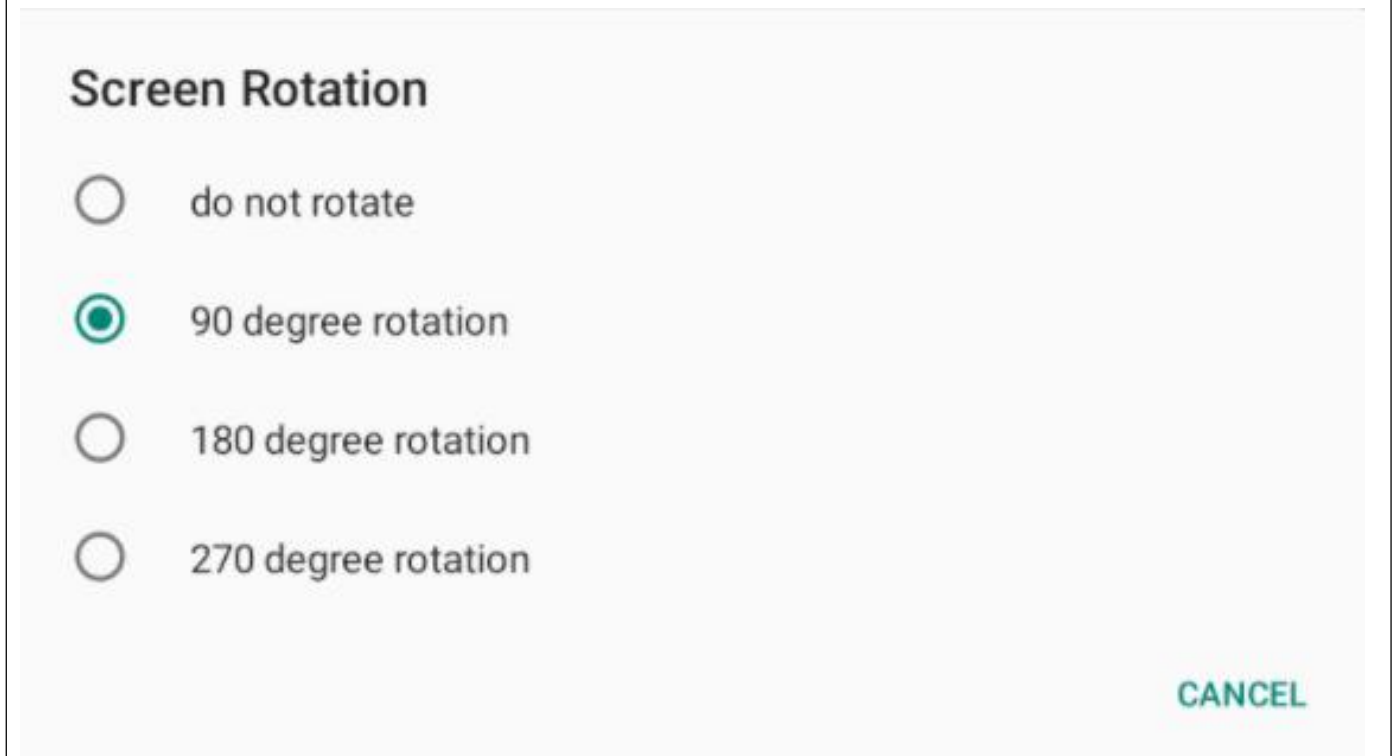 Screen Rotation
do not rotate
90 degree rotation
180 degree rotation
270 degree rotation
CANCEL